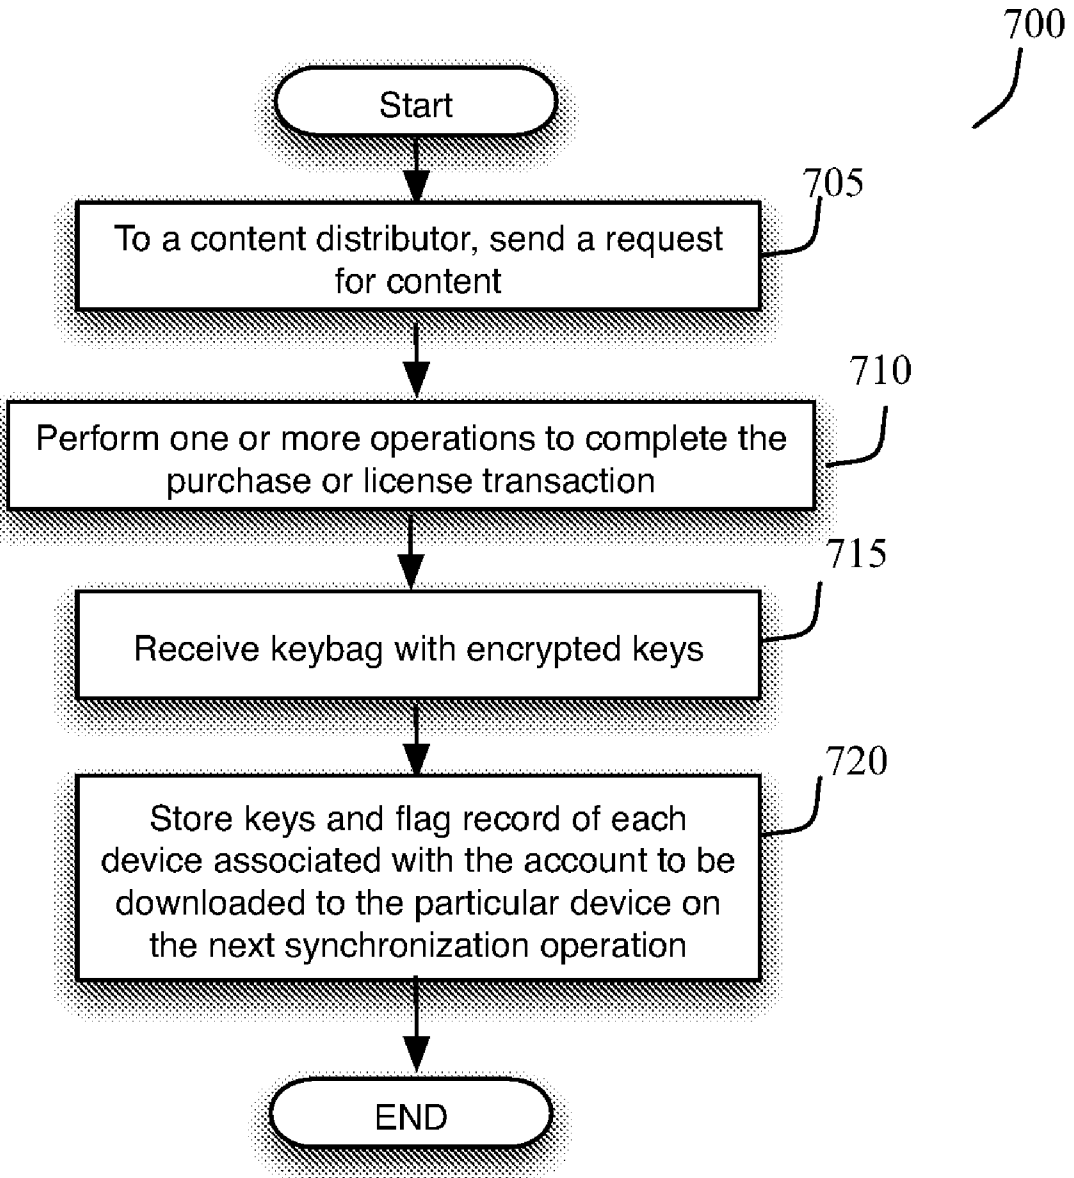 700
Start
705
To a content distributor, send a request
for content
710
Perform one or more operations to complete the
purchase or license transaction
715
Receive keybag with encrypted keys
720
Store keys and flag record of each
device associated with the account to be
downloaded to the particular device on
the next synchronization operation
END